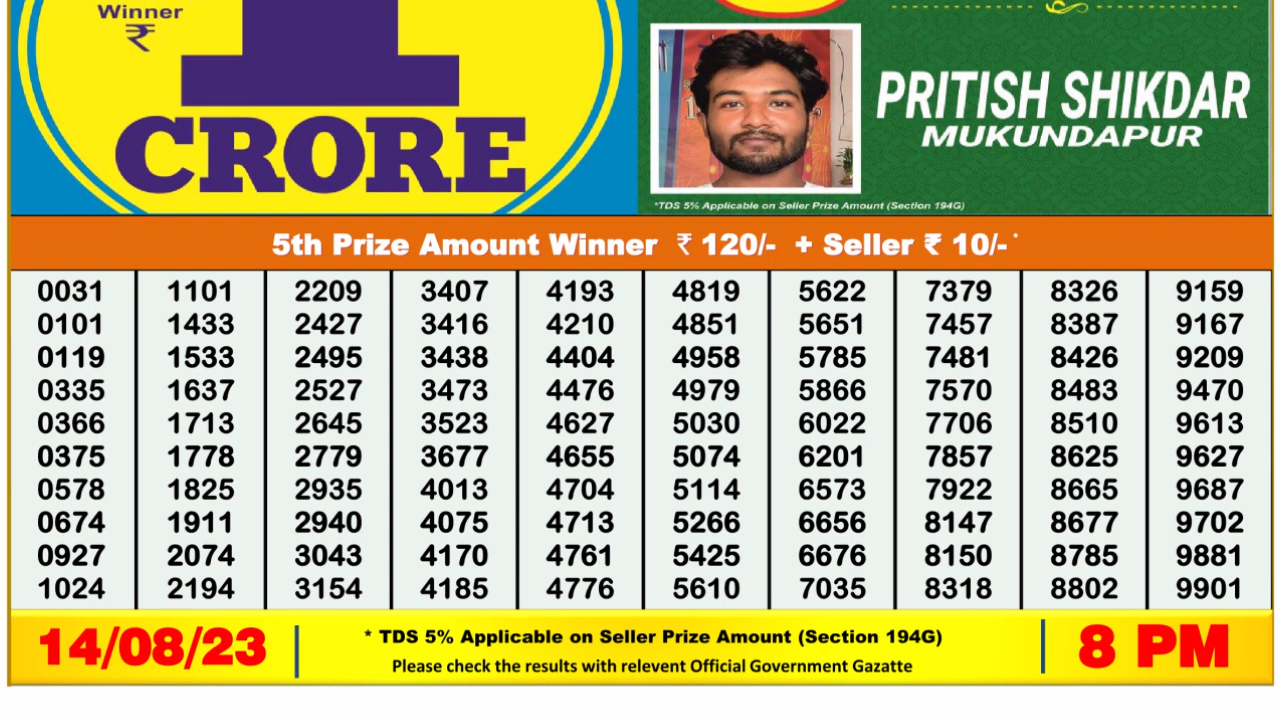 Winner
₹
1
CRORE
PRITISH SHIKDAR
MUKUNDAPUR
*TDS 5% Applicable on Seller Prize Amount (Section 194G)
5th Prize Amount Winner ₹ 120/- + Seller ₹ 10/- *
0031 1101 2209 3407 4193 4819 5622 7379 8326 9159
0101 1433 2427 3416 4210 4851 5651 7457 8387 9167
0119 1533 2495 3438 4404 4958 5785 7481 8426 9209
0335 1637 2527 3473 4476 4979 5866 7570 8483 9470
0366 1713 2645 3523 4627 5030 6022 7706 8510 9613
0375 1778 2779 3677 4655 5074 6201 7857 8625 9627
0578 1825 2935 4013 4704 5114 6573 7922 8665 9687
0674 1911 2940 4075 4713 5266 6656 8147 8677 9702
0927 2074 3043 4170 4761 5425 6676 8150 8785 9881
1024 2194 3154 4185 4776 5610 7035 8318 8802 9901
14/08/23
* TDS 5% Applicable on Seller Prize Amount (Section 194G)
Please check the results with relevent Official Government Gazatte
8 PM